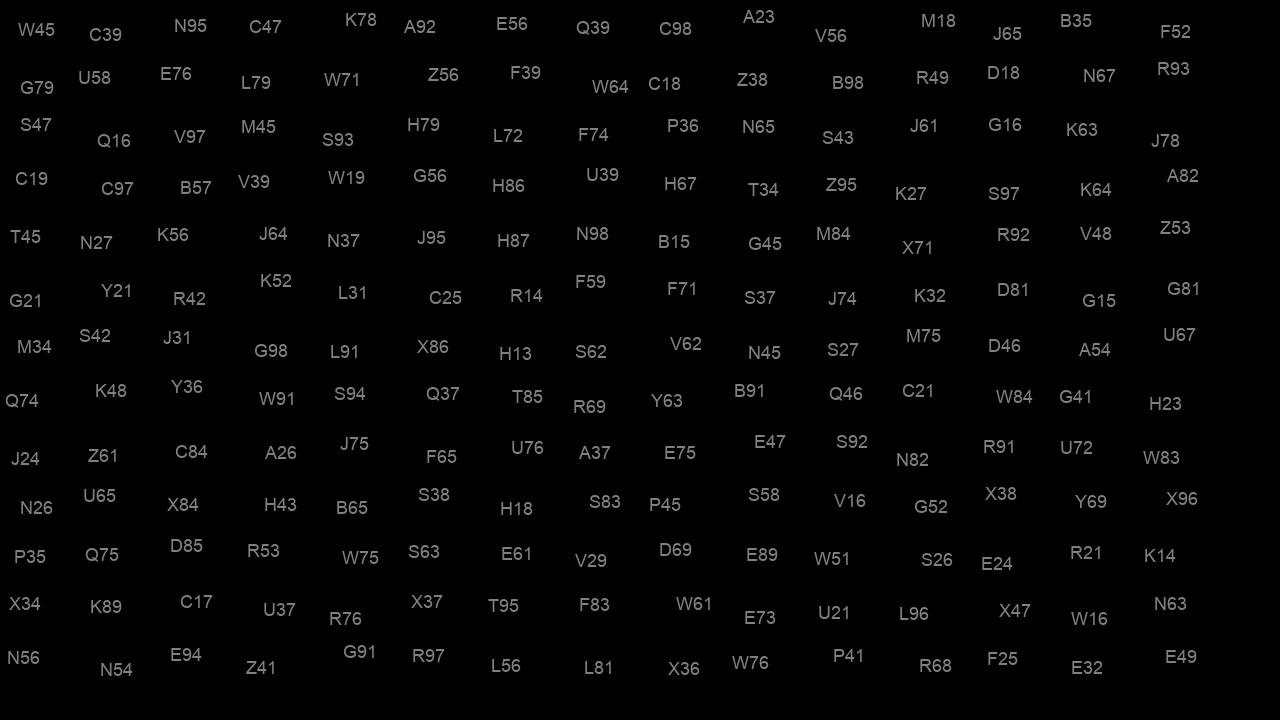 W45 C39 N95 C47 K78 A92 E56 Q39 C98 A23 V56 M18 J65 B35 F52
G79 U58 E76 L79 W71 Z56 F39 W64 C18 Z38 B98 R49 D18 N67 R93
S47 Q16 V97 M45 S93 H79 L72 F74 P36 N65 S43 J61 G16 K63 J78
C19 C97 B57 V39 W19 G56 H86 U39 H67 T34 Z95 K27 S97 K64 A82
T45 N27 K56 J64 N37 J95 H87 N98 B15 G45 M84 X71 R92 V48 Z53
G21 Y21 R42 K52 L31 C25 R14 F59 F71 S37 J74 K32 D81 G15 G81
M34 S42 J31 G98 L91 X86 H13 S62 V62 N45 S27 M75 D46 A54 U67
Q74 K48 Y36 W91 S94 Q37 T85 R69 Y63 B91 Q46 C21 W84 G41 H23
J24 Z61 C84 A26 J75 F65 U76 A37 E75 E47 S92 N82 R91 U72 W83
N26 U65 X84 H43 B65 S38 H18 S83 P45 S58 V16 G52 X38 Y69 X96
P35 Q75 D85 R53 W75 S63 E61 V29 D69 E89 W51 S26 E24 R21 K14
X34 K89 C17 U37 R76 X37 T95 F83 W61 E73 U21 L96 X47 W16 N63
N56 N54 E94 Z41 G91 R97 L56 L81 X36 W76 P41 R68 F25 E32 E49